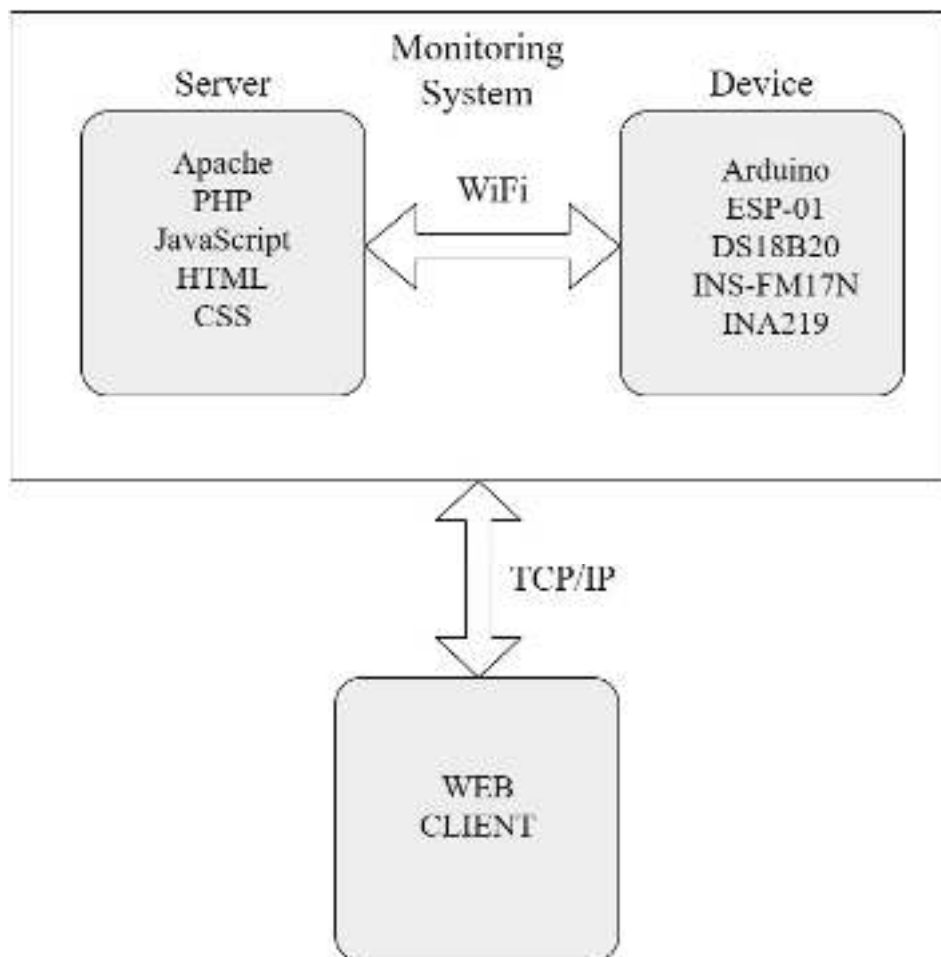 Monitoring
System
Server
Device
Apache
PHP
JavaScript
HTML
CSS
WiFi
Arduino
ESP-01
DS18B20
INS-FM17N
INA219
TCP/IP
WEB
CLIENT